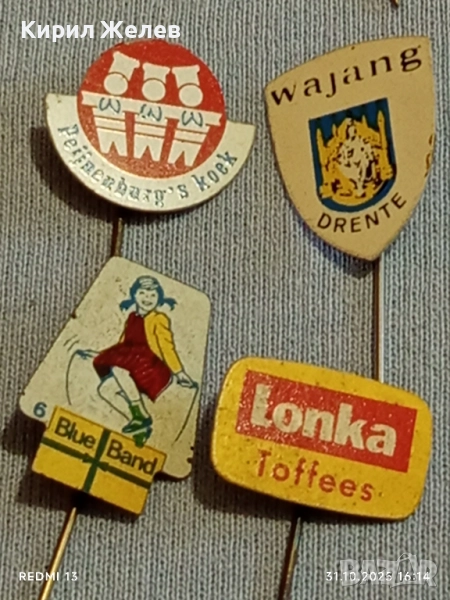 Кирил Желев
Peijnenburg's koek
wajang
DRENTE
6
Blue Band
Lonka
Toffees
REDMI 13
31.10.2025 16:14